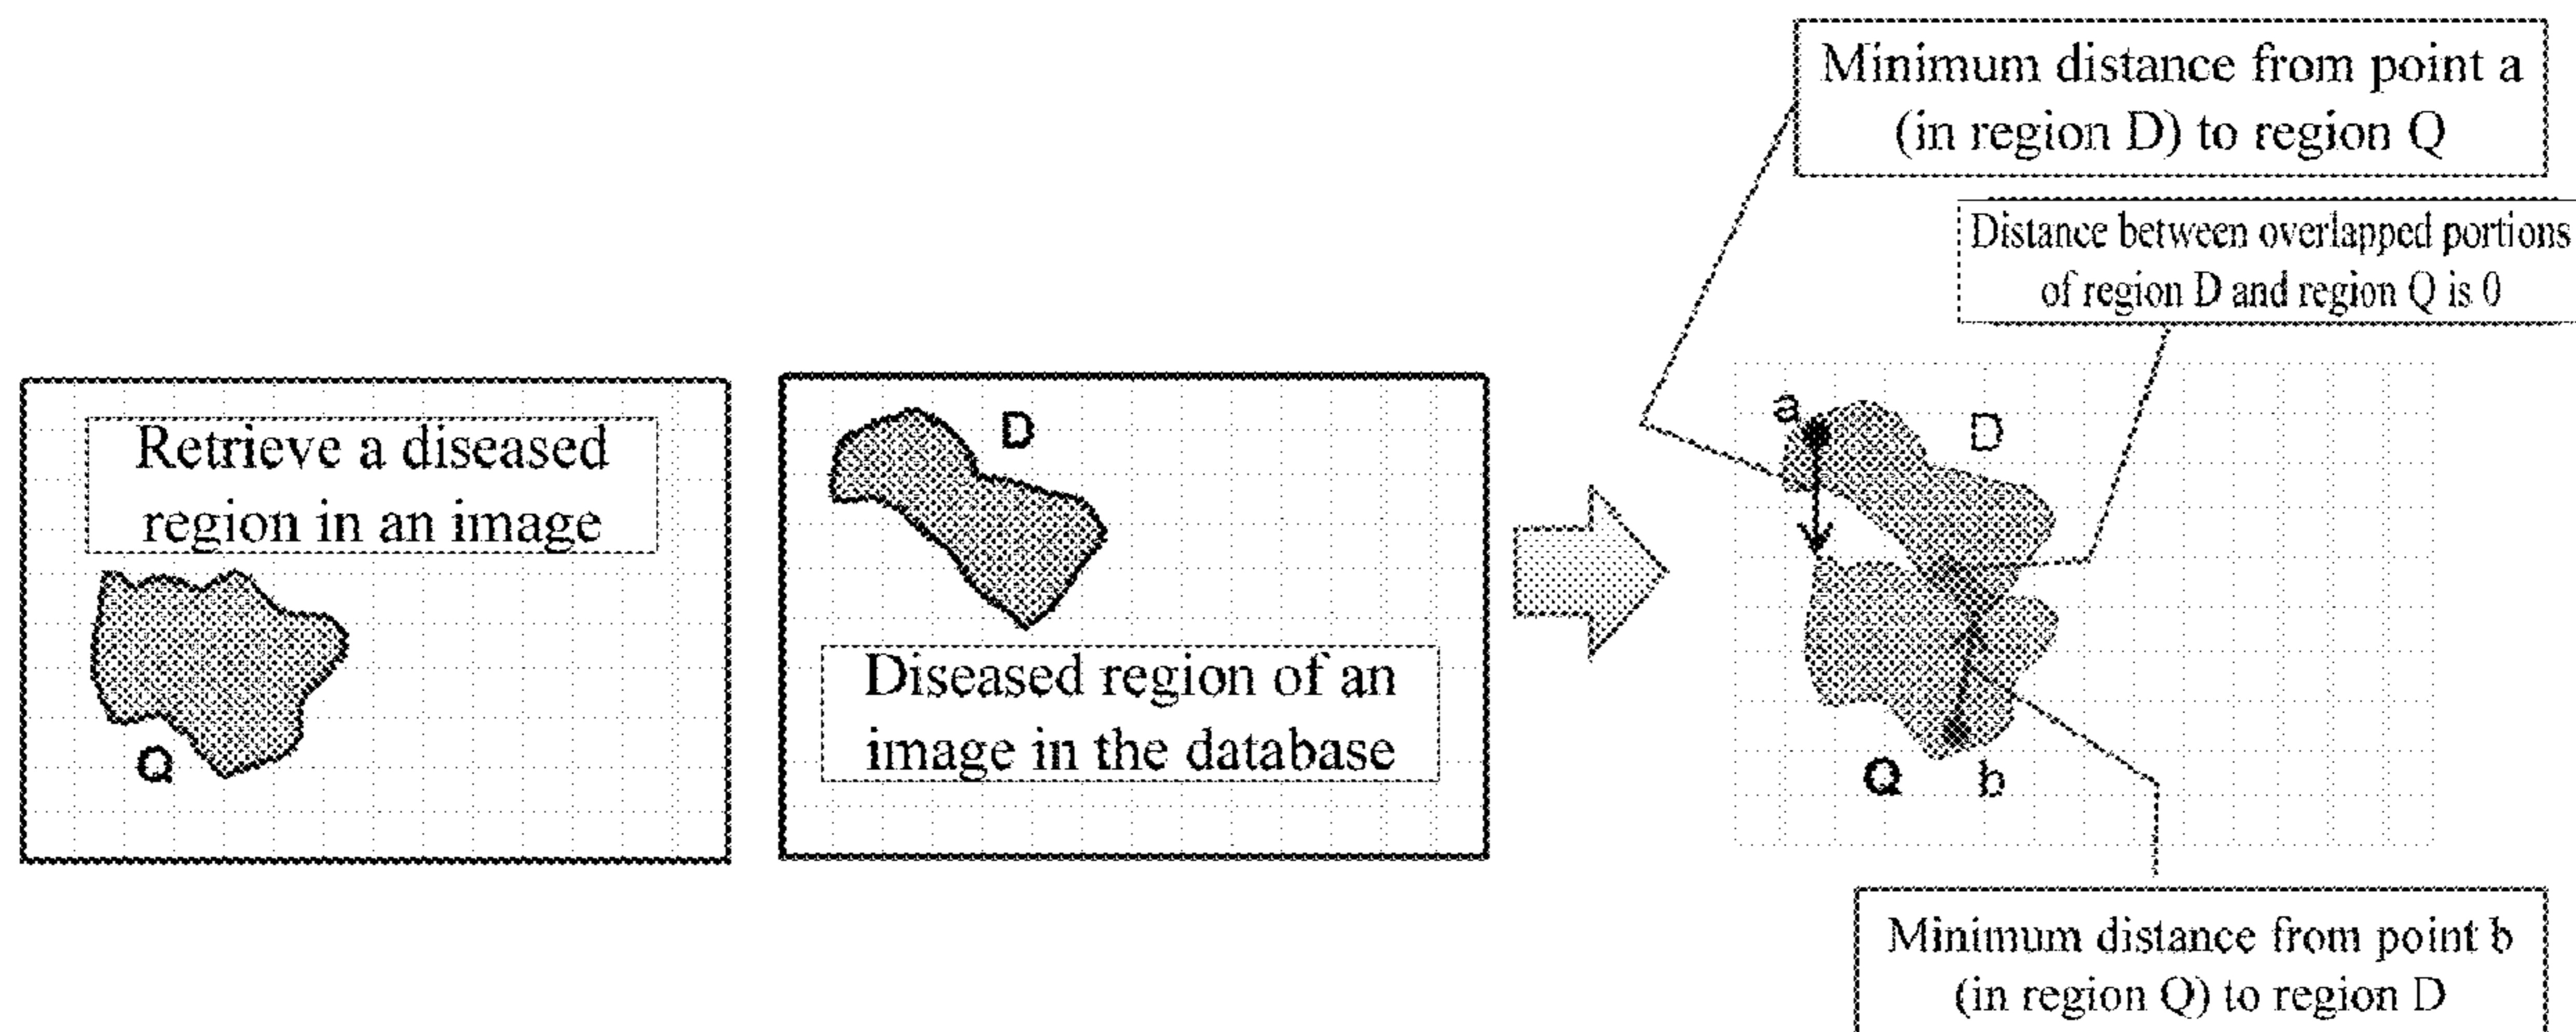 Minimum distance from point a
(in region D) to region Q
Distance between overlapped portions
of region D and region Q is 0
Retrieve a diseased
region in an image
Q
D
Diseased region of an
image in the database
a
D
Q
b
Minimum distance from point b
(in region Q) to region D